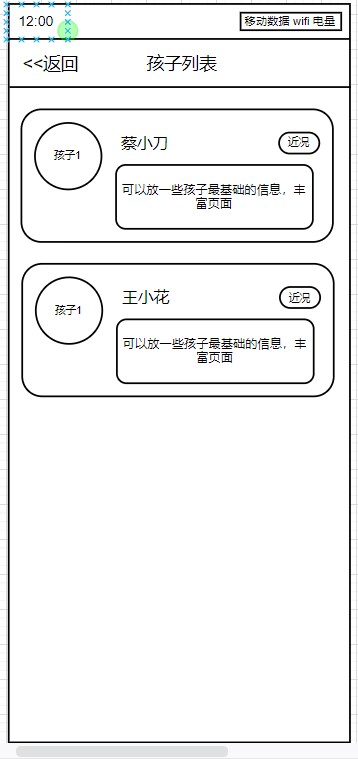 12:00 移动数据 wifi 电量
<<返回 孩子列表
孩子1 蔡小刀 近况
可以放一些孩子最基础的信息，丰
富页面
孩子1 王小花 近况
可以放一些孩子最基础的信息，丰
富页面